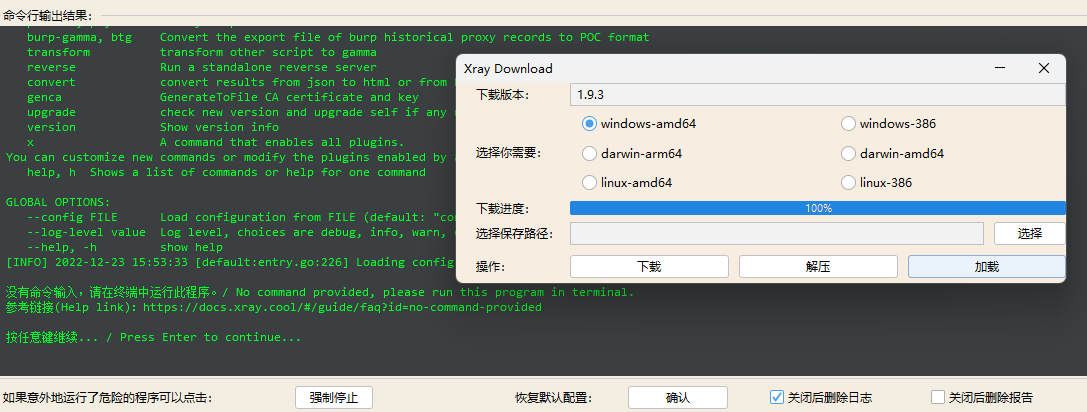 命令行输出结果:
burp-gamma, btg    Convert the export file of burp historical proxy records to POC format
transform          transform other script to gamma
reverse            Run a standalone reverse server
convert            convert results from json to html or from
genca              GenerateToFile CA certificate and key
upgrade            check new version and upgrade self if any
version            Show version info
x                  A command that enables all plugins.
You can customize new commands or modify the plugins enabled by
help, h  Shows a list of commands or help for one command
GLOBAL OPTIONS:
--config FILE      Load configuration from FILE (default: "con
--log-level value  Log level, choices are debug, info, warn,
--help, -h         show help
[INFO] 2022-12-23 15:53:33 [default:entry.go:226] Loading config
没有命令输入，请在终端中运行此程序。/ No command provided, please run this program in terminal.
参考链接(Help link): https://docs.xray.cool/#/guide/faq?id=no-command-provided
按任意键继续... / Press Enter to continue...
Xray Download
下载版本: 1.9.3
选择你需要:
windows-amd64 windows-386
darwin-arm64 darwin-amd64
linux-amd64 linux-386
下载进度: 100%
选择保存路径: 选择
操作: 下载 解压 加载
如果意外地运行了危险的程序可以点击: 强制停止 恢复默认配置: 确认 关闭后删除日志 关闭后删除报告